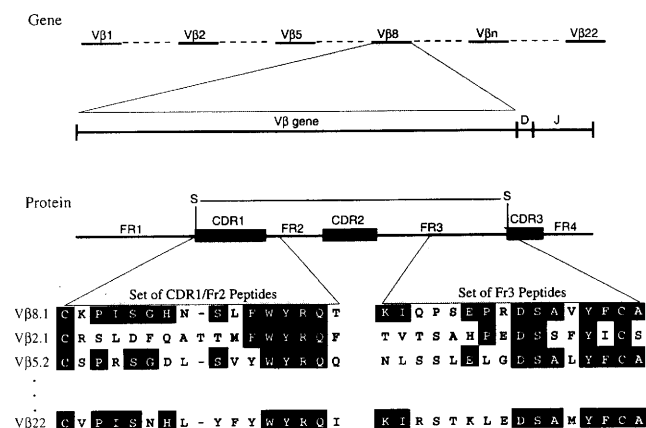 Gene
Vβ1 Vβ2 Vβ5 Vβ8 Vβn Vβ22
Vβ gene D J
Protein
S S
FR1 CDR1 FR2 CDR2 FR3 CDR3 FR4
Set of CDR1/Fr2 Peptides Set of Fr3 Peptides
Vβ8.1 C K P I S G H N - S L F W Y R Q T K I Q P S E P R D S A V Y F C A
Vβ2.1 C R S L D F Q A T T M F W Y R Q F T V T S A H P E D S S F Y I C S
Vβ5.2 C S P R S G D L - S V Y W Y R Q Q N L S S L E L G D S A L Y F C A
Vβ22 C V P I S N H L - Y F Y W Y R Q I K I R S T K L E D S A M Y F C A